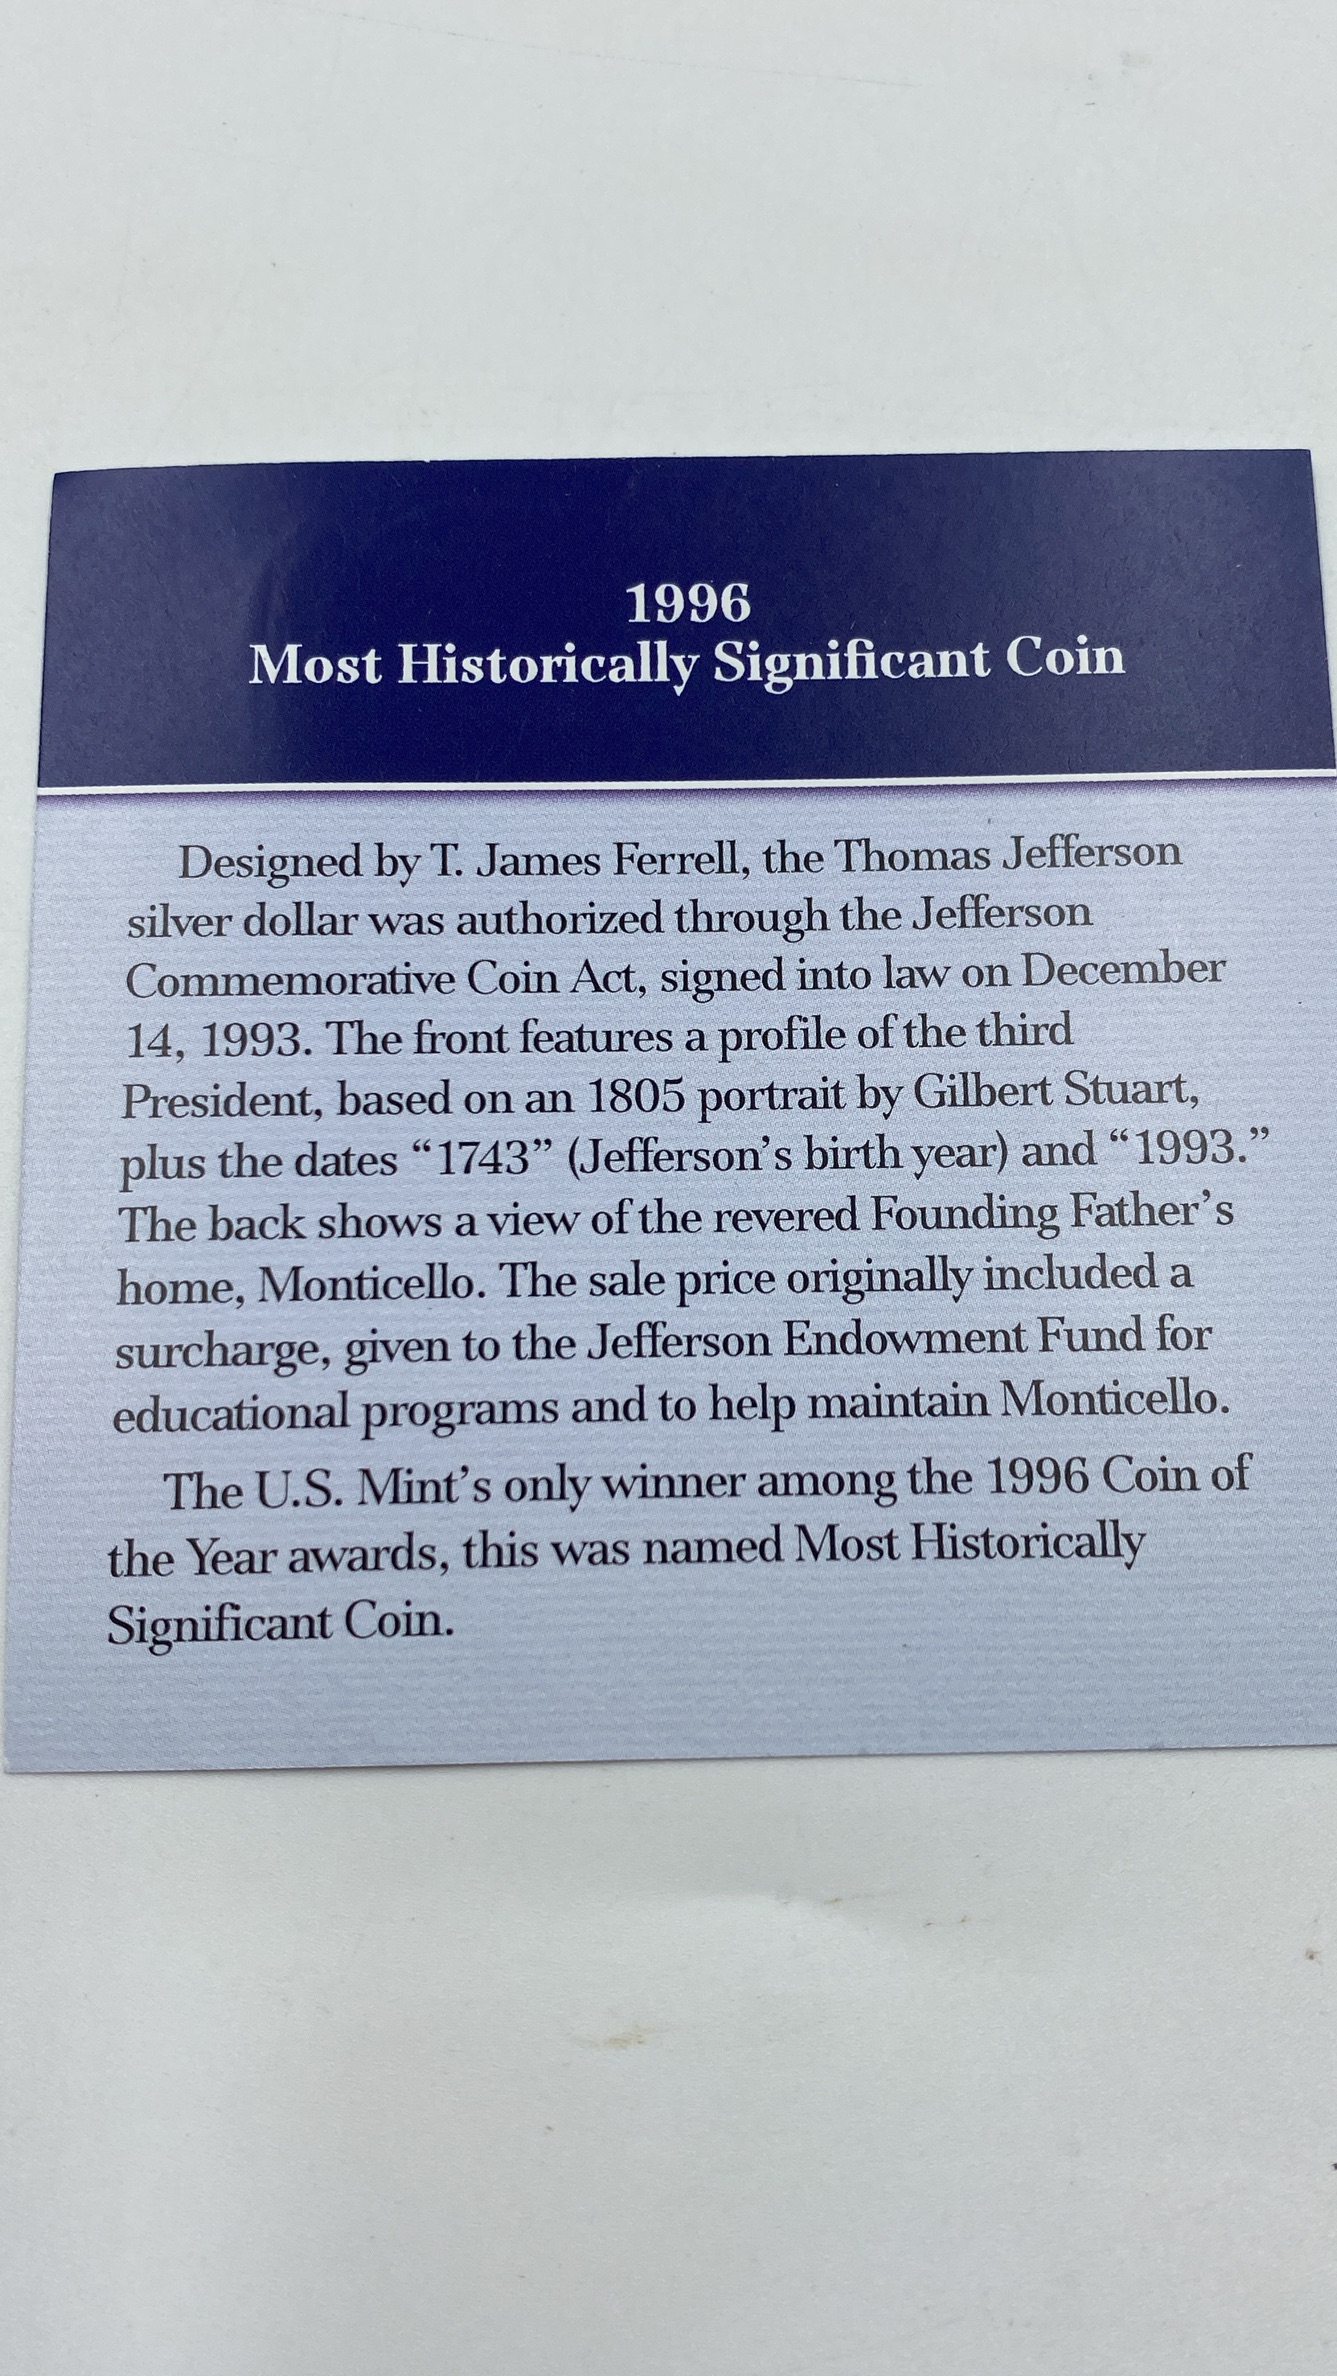 1996
Most Historically Significant Coin
Designed by T. James Ferrell, the Thomas Jefferson
silver dollar was authorized through the Jefferson
Commemorative Coin Act, signed into law on December
14, 1993. The front features a profile of the third
President, based on an 1805 portrait by Gilbert Stuart,
plus the dates “1743” (Jefferson’s birth year) and “1993.”
The back shows a view of the revered Founding Father’s
home, Monticello. The sale price originally included a
surcharge, given to the Jefferson Endowment Fund for
educational programs and to help maintain Monticello.
The U.S. Mint’s only winner among the 1996 Coin of
the Year awards, this was named Most Historically
Significant Coin.